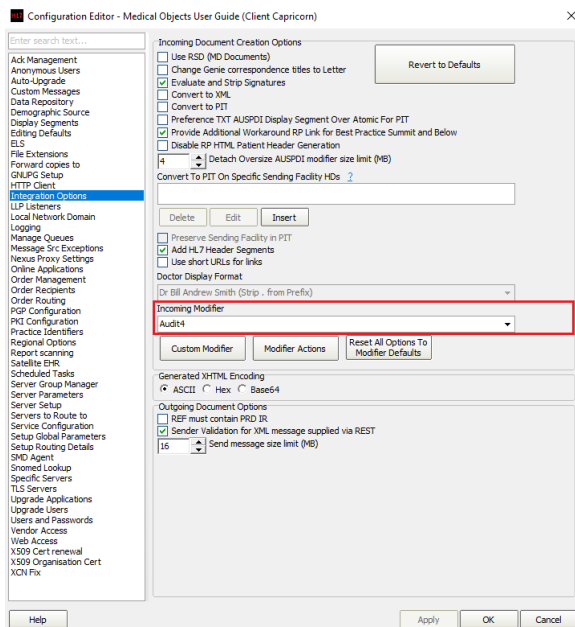 Configuration Editor - Medical Objects User Guide (Client Capricorn)
Enter search text...
Ack Management
Anonymous Users
Auto-Upgrade
Custom Messages
Data Repository
Demographic Source
Display Segments
Editing Defaults
ELS
File Extensions
Forward copies to
GNUPG Setup
HTTP Client
Integration Options
LLP Listeners
Local Network Domain
Logging
Manage Queues
Message Src Exceptions
Nexus Proxy Settings
Online Applications
Order Management
Order Recipients
Order Routing
PGP Configuration
PKI Configuration
Practice Identifiers
Regional Options
Report scanning
Satellite EHR
Scheduled Tasks
Server Group Manager
Server Parameters
Server Setup
Servers to Route to
Service Configuration
Setup Global Parameters
Setup Routing Details
SMD Agent
Snomed Lookup
Specific Servers
TLS Servers
Upgrade Applications
Upgrade Users
Users and Passwords
Vendor Access
Web Access
X509 Cert renewal
X509 Organisation Cert
XCN Fix
Incoming Document Creation Options
Use RSD (MD Documents)
Change Genie correspondence titles to Letter
Evaluate and Strip Signatures
Convert to XML
Convert to PIT
Preference TXT AUSPDI Display Segment Over Atomic For PIT
Provide Additional Workaround RP Link for Best Practice Summit and Below
Disable RP HTML Patient Header Generation
4 Detach Oversize AUSPDI modifier size limit (MB)
Revert to Defaults
Convert To PIT On Specific Sending Facility HDs ?
Delete Edit Insert
Preserve Sending Facility in PIT
Add HL7 Header Segments
Use short URLs for links
Doctor Display Format
Dr Bill Andrew Smith (Strip . from Prefix)
Incoming Modifier
Audit4
Custom Modifier Modifier Actions Reset All Options To
Modifier Defaults
Generated XHTML Encoding
ASCII Hex Base64
Outgoing Document Options
REF must contain PRD IR
Sender Validation for XML message supplied via REST
16 Send message size limit (MB)
Help Apply OK Cancel